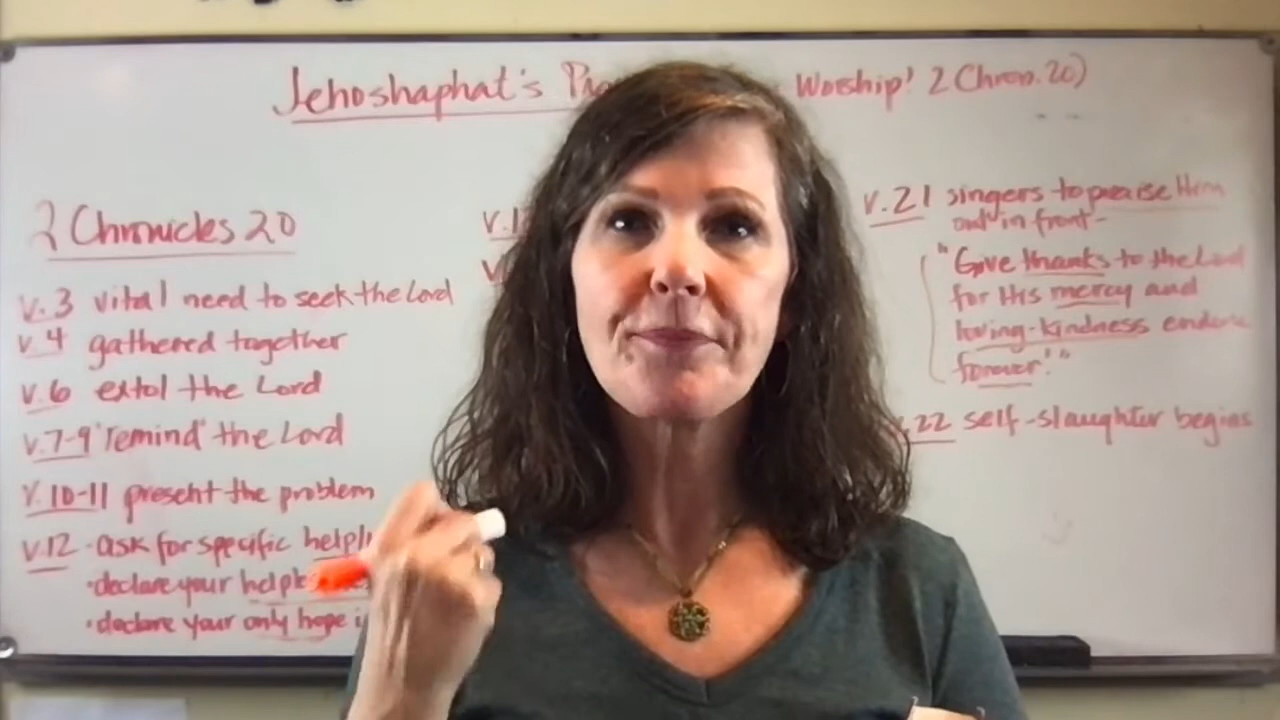 Jehoshaphat's Worship! 2 Chron. 20)
2 Chronicles 20
v.3 vital need to seek the Lord
v.4 gathered together
v.6 extol the Lord
v.7-9 "remind" the Lord
v.10-11 present the problem
v.12 · ask for specific help
· declare your
· declare your only hope
v.21 singers to praise Him
out in front -
"Give thanks to the Lord
for His mercy and
loving-kindness endure
forever!"
22 self-slaughter begins